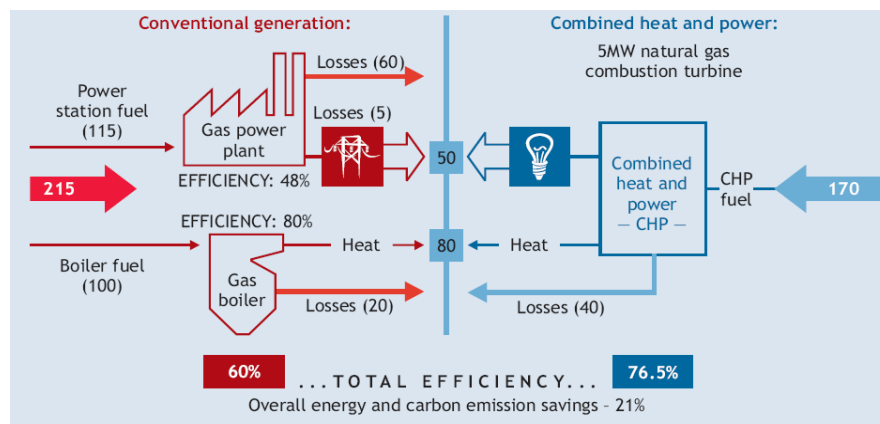 Conventional generation:
Combined heat and power:
5MW natural gas
combustion turbine
Losses (60)
Power
station fuel
(115)
Losses (5)
Gas power
plant
50
Combined
heat and
power
— CHP —
CHP
fuel
215
170
EFFICIENCY: 48%
EFFICIENCY: 80%
Heat
80
Heat
Boiler fuel
(100)
Gas
boiler
Losses (20)
Losses (40)
60%
...TOTAL EFFICIENCY...
76.5%
Overall energy and carbon emission savings - 21%